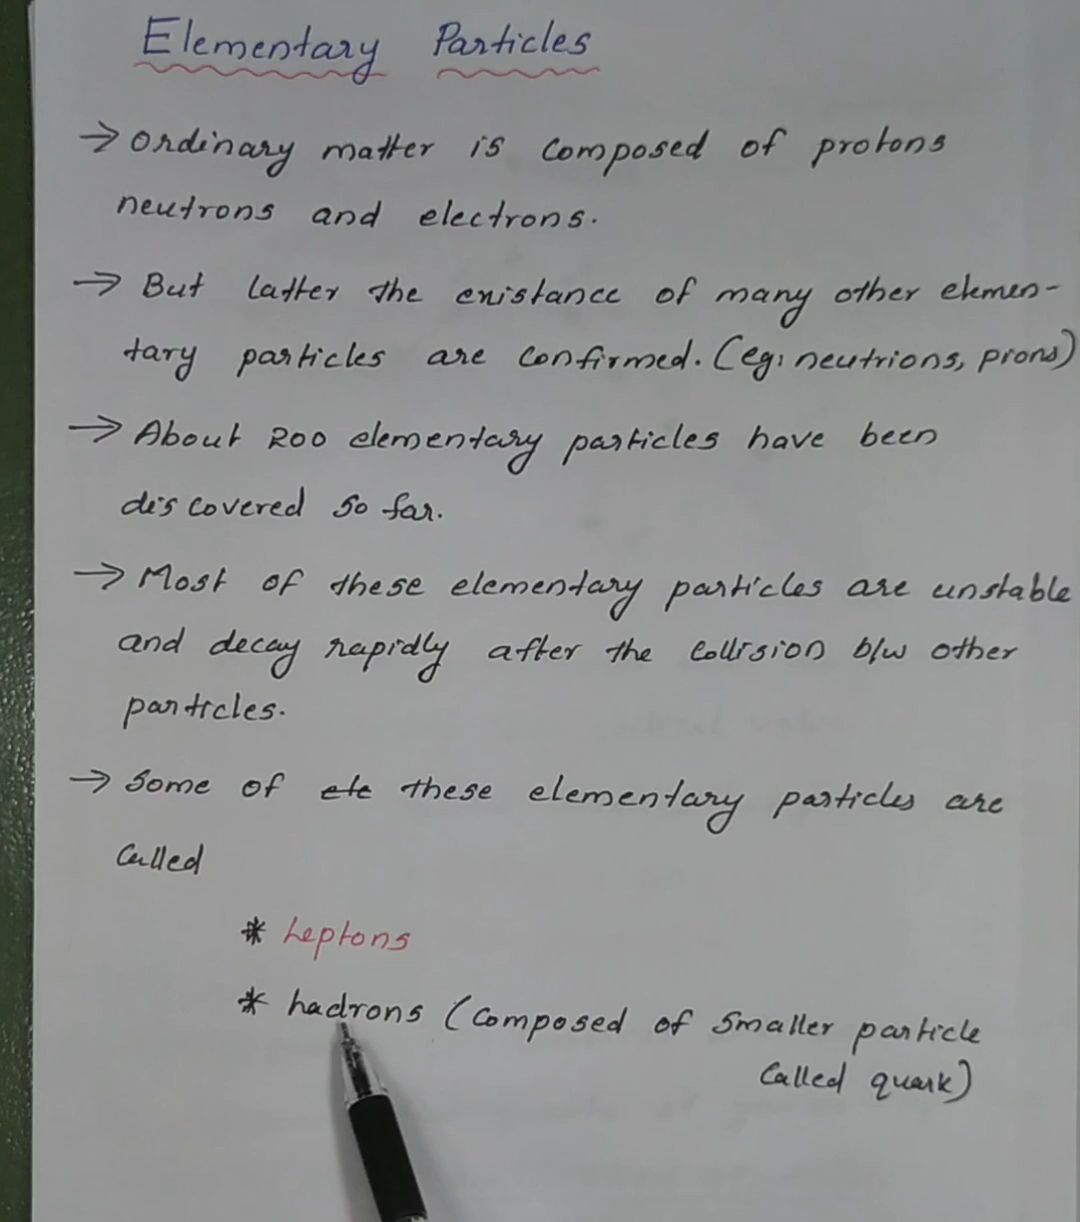 Elementary Particles
→ Ordinary matter is composed of protons
neutrons and electrons.
→ But latter the existance of many other elemen-
tary particles are confirmed. (eg: neutrions, pions)
→ About 200 elementary particles have been
discovered so far.
→ Most of these elementary particles are unstable
and decay rapidly after the collision b/w other
particles.
→ Some of ele these elementary particles are
called
* Leptons
* hadrons (composed of smaller particle
called quark)